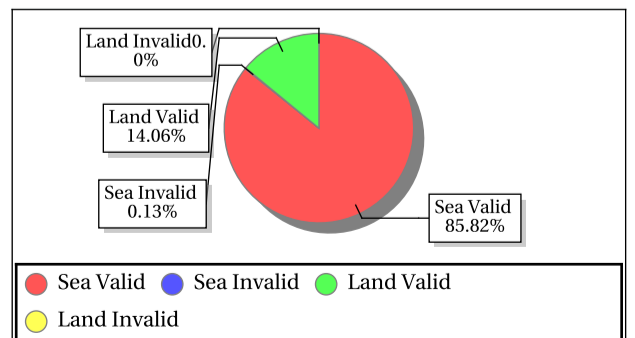 Land Invalid0.
0%
Land Valid
14.06%
Sea Invalid
0.13%
Sea Valid
85.82%
Sea Valid Sea Invalid Land Valid
Land Invalid